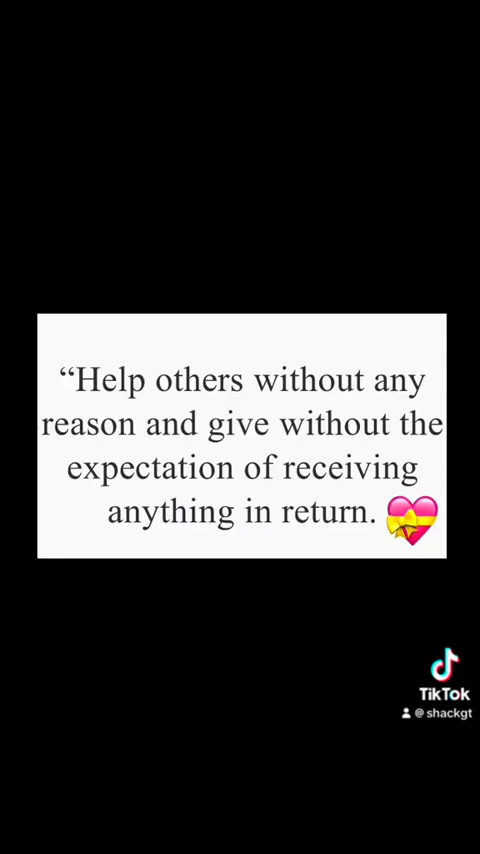 “Help others without any
reason and give without the
expectation of receiving
anything in return.
TikTok
@ shackgt